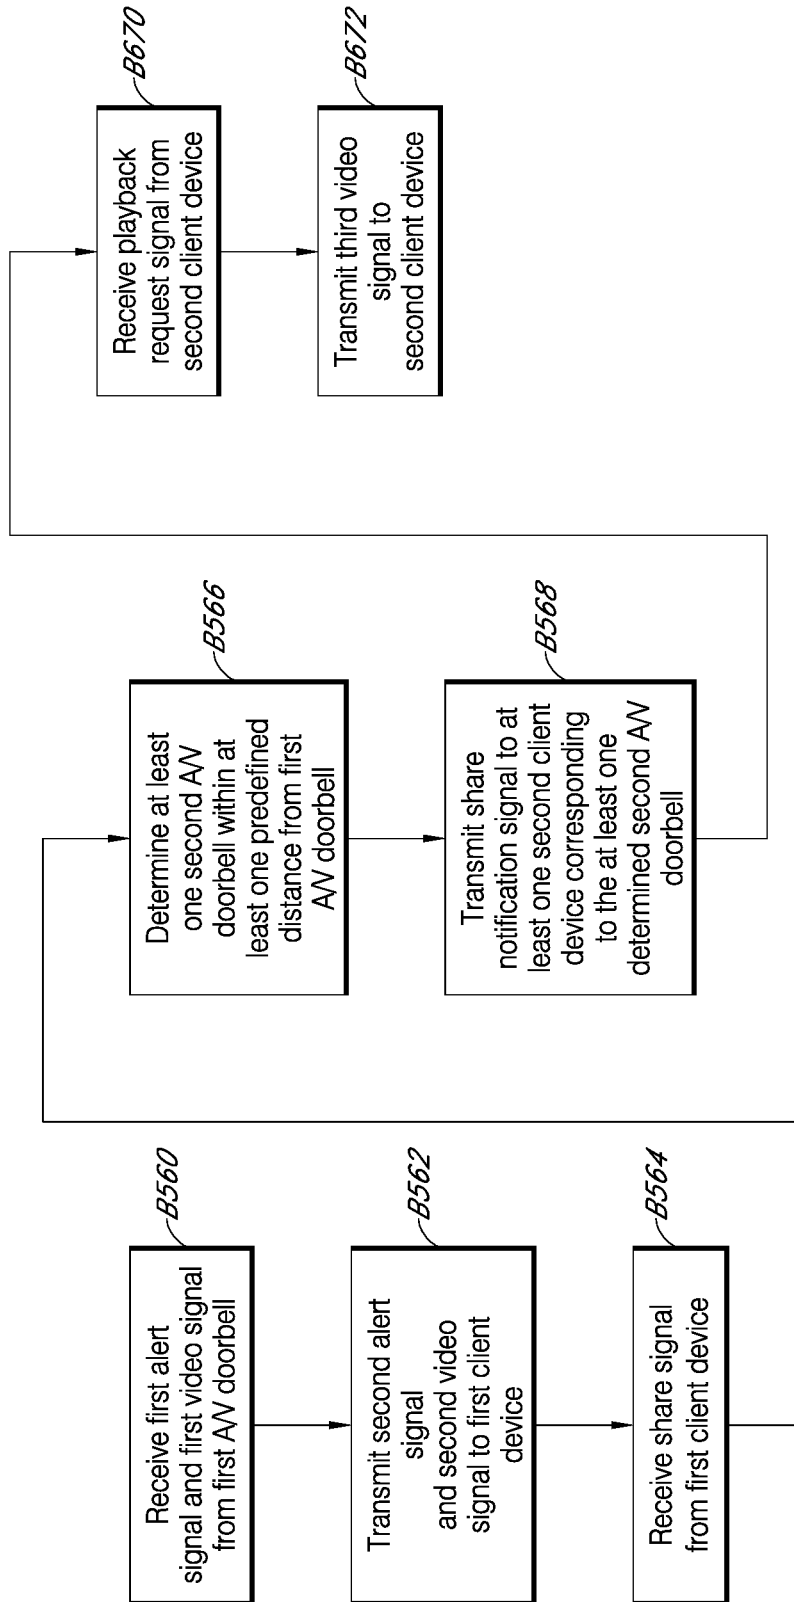 B560
Receive first alert
signal and first video signal
from first A/V doorbell
B562
Transmit second alert
signal
and second video
signal to first client
device
B564
Receive share signal
from first client device
B566
Determine at least
one second A/V
doorbell within at
least one predefined
distance from first
A/V doorbell
B568
Transmit share
notification signal to at
least one second client
device corresponding
to the at least one
determined second A/V
doorbell
B670
Receive playback
request signal from
second client device
B672
Transmit third video
signal to
second client device